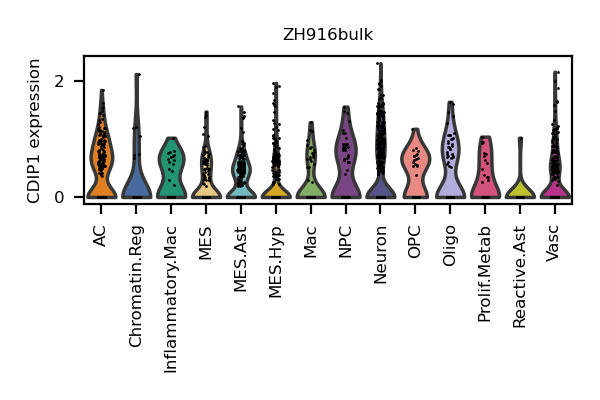 ZH916bulk
CDIP1 expression
2
0
AC
Chromatin.Reg
Inflammatory.Mac
MES
MES.Ast
MES.Hyp
Mac
NPC
Neuron
OPC
Oligo
Prolif.Metab
Reactive.Ast
Vasc